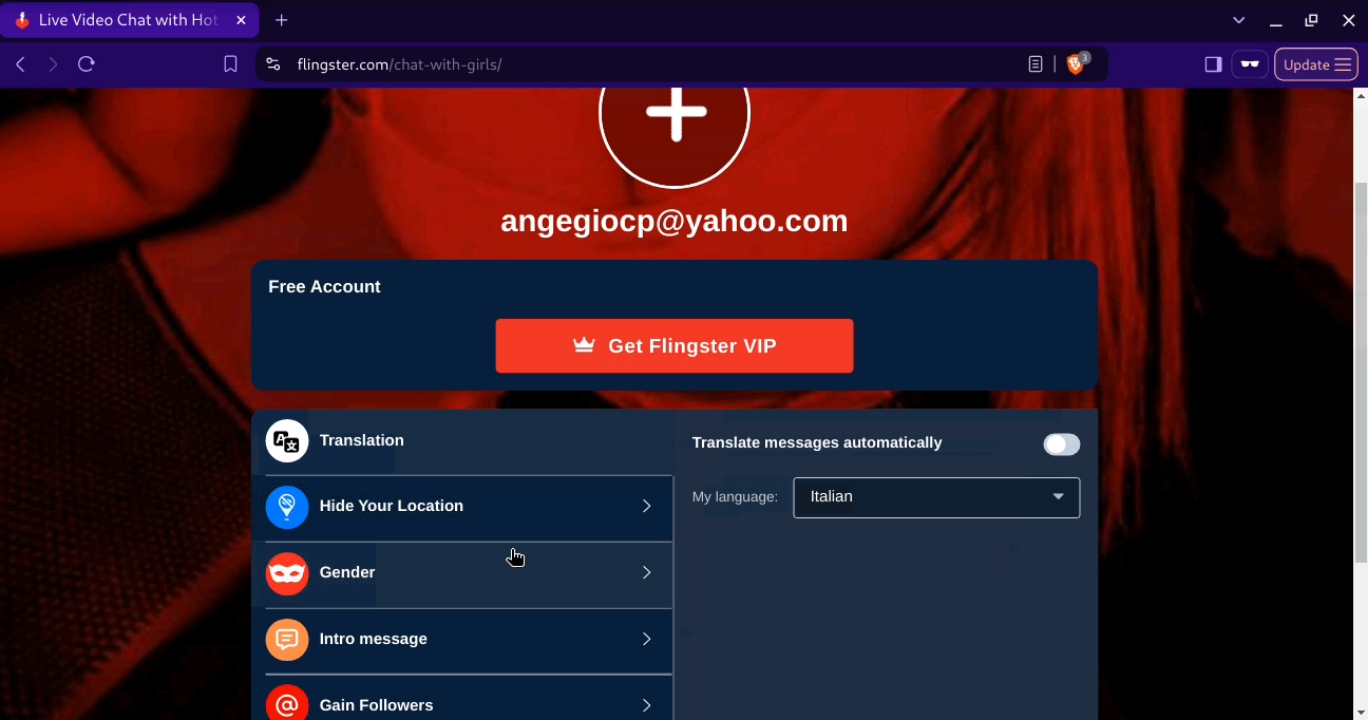 Live Video Chat with Hot
flingster.com/chat-with-girls/
3
Update
angegiocp@yahoo.com
Free Account
Get Flingster VIP
Translation
Translate messages automatically
My language:
Italian
Hide Your Location
Gender
Intro message
Gain Followers